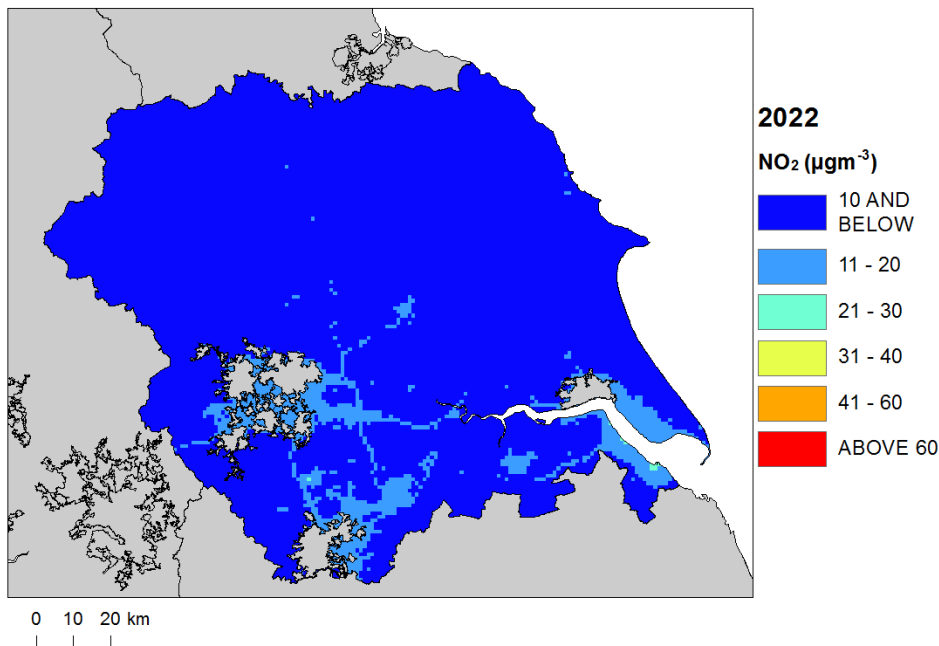 2022
NO₂ (µgm⁻³)
10 AND
BELOW
11 - 20
21 - 30
31 - 40
41 - 60
ABOVE 60
0 10 20 km